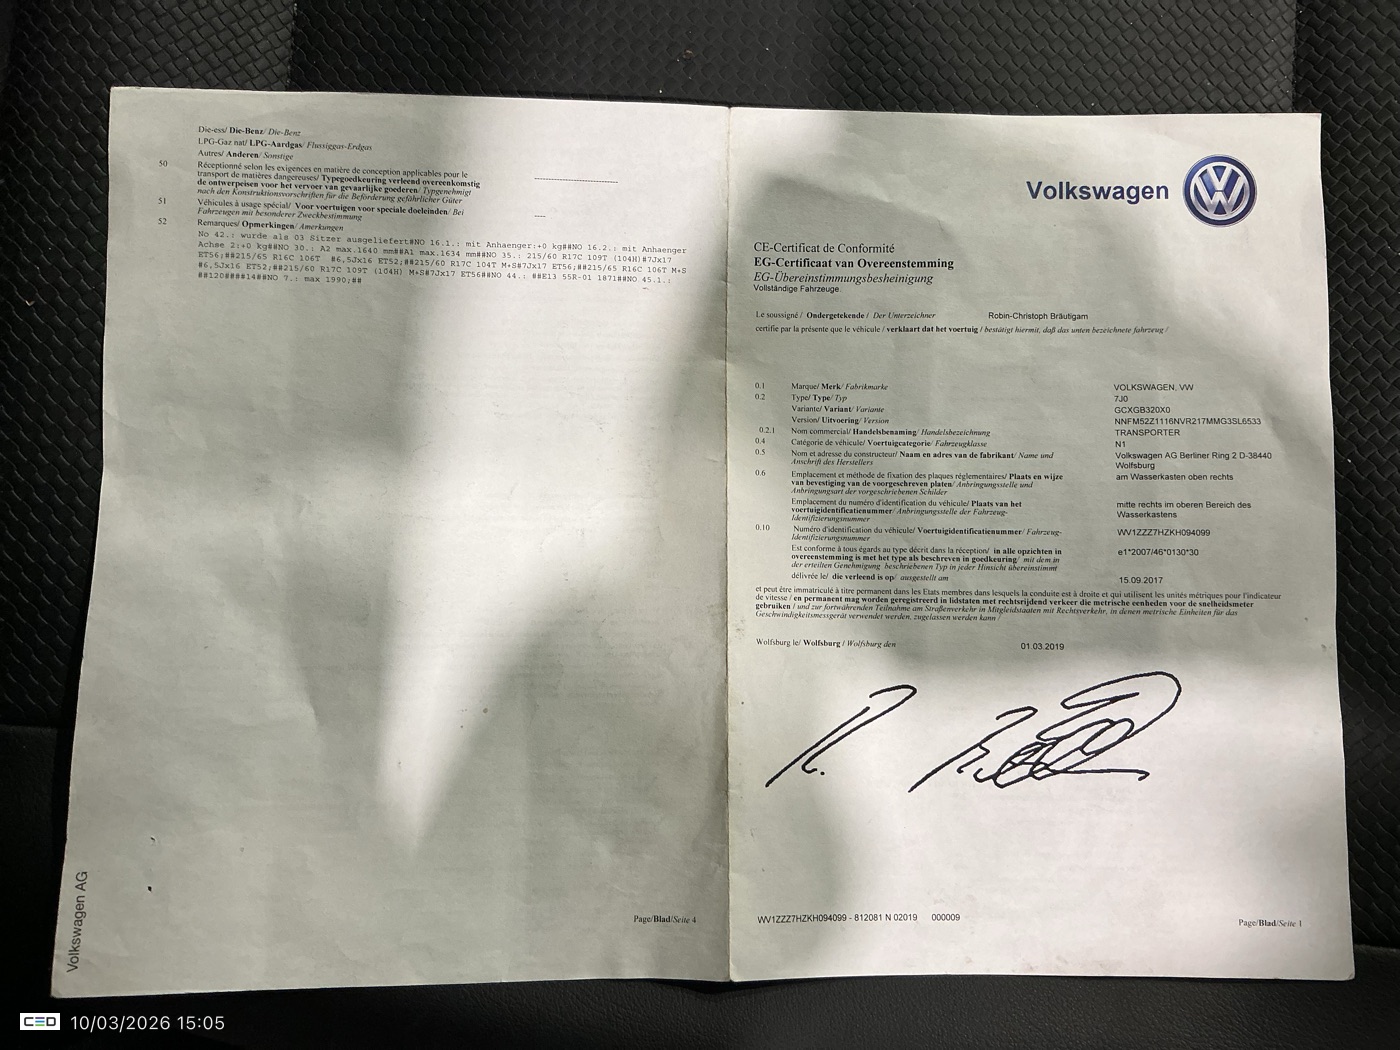 Die-ess/ Die-Benz/ Die-Benz
LPG-Gaz nat/ LPG-Aardgas/ Flussiggas-Erdgas
Autres/ Anderen/ Sonstige
50 Réceptionné selon les exigences en matière de conception applicables pour le
transport de matières dangereuses/ Typegoedkeuring verleend overeenkomstig
de ontwerpeisen voor het vervoer van gevaarlijke goederen/ Typgenehmigt
nach den Konstruktionsvorschriften für die Beförderung gefährlicher Güter
51 Véhicules à usage spécial/ Voor voertuigen voor speciale doeleinden/ Bei
Fahrzeugen mit besonderer Zweckbestimmung
52 Remarques/ Opmerkingen/ Amerkungen
No 42.: wurde als 03 Sitzer ausgeliefert#NO 16.1.: mit Anhaenger:+0 kg##NO 16.2.: mit Anhaenger
Achse 2:+0 kg##NO 30.: A2 max.1640 mm##A1 max.1634 mm##NO 35.: 215/65 R16C 109T (104H)#7Jx17
ET56;##215/65 R16C 106T #6,5Jx16 ET52;##215/60 R17C 104T M+S#7Jx17 ET56;##215/65 R16C 106T M+S
#6,5Jx16 ET52;##215/60 R17C 109T (104H) M+S#7Jx17 ET56##NO 44.: ##E13 55R-01 1871##NO 45.1.:
##1208####14##NO 7.: max 1990;##
Volkswagen AG
Page/Blad/Seite 4
Volkswagen
CE-Certificat de Conformité
EG-Certificaat van Overeenstemming
EG-Übereinstimmungsbesheinigung
Vollständige Fahrzeuge
Le soussigné / Ondergetekende / Der Unterzeichner Robin-Christoph Bräutigam
certifie par la présente que le véhicule / verklaart dat het voertuig / bestätigt hiermit, daß das unten bezeichnete fahrzeug /
0.1 Marque/ Merk/ Fabrikmarke VOLKSWAGEN, VW
0.2 Type/ Type/ Typ 7J0
Variante/ Variant/ Variante GCXGB320X0
Version/ Uitvoering/ Version NNFM52Z1116NVR217MMG3SL6533
0.2.1 Nom commercial/ Handelsbenaming/ Handelsbezeichnung TRANSPORTER
0.4 Catégorie de véhicule/ Voertuigcategorie/ Fahrzeugklasse N1
0.5 Nom et adresse du constructeur/ Naam en adres van de fabrikant/ Name und Volkswagen AG Berliner Ring 2 D-38440
Anschrift des Herstellers Wolfsburg
0.6 Emplacement et méthode de fixation des plaques réglementaires/ Plaats en wijze am Wasserkasten oben rechts
van bevestiging van de voorgeschreven platen/ Anbringungsstelle und
Anbringungsart der vorgeschriebenen Schilder
Emplacement du numéro d'identification du véhicule/ Plaats van het mitte rechts im oberen Bereich des
voertuigidentificatienummer/ Anbringungsstelle der Fahrzeug- Wasserkastens
Identifizierungsnummer
0.10 Numéro d'identification du véhicule/ Voertuigidentificatienummer/ Fahrzeug- WV1ZZZ7HZKH094099
Identifizierungsnummer
Est conforme à tous égards au type décrit dans la réception/ in alle opzichten in e1*2007/46*0130*30
overeenstemming is met het type als beschreven in goedkeuring/ mit dem in
der erteilten Genehmigung beschriebenen Typ in jeder Hinsicht übereinstimmt
délivrée le/ die verleend is op/ ausgestellt am 15.09.2017
et peut être immatriculé à titre permanent dans les Etats membres dans lesquels la conduite est à droite et qui utilisent les unités métriques pour l'indicateur
de vitesse / en permanent mag worden geregistreerd in lidstaten met rechtsrijdend verkeer die metrische eenheden voor de snelheidsmeter
gebruiken / und zur fortwährenden Teilnahme am Straßenverkehr in Mitgliedstaaten mit Rechtsverkehr, in denen metrische Einheiten für das
Geschwindigkeitsmessgerät verwendet werden, zugelassen werden kann /
Wolfsburg le/ Wolfsburg / Wolfsburg den 01.03.2019
WV1ZZZ7HZKH094099 - 812081 N 02019 000009
Page/Blad/Seite 1
CED 10/03/2026 15:05